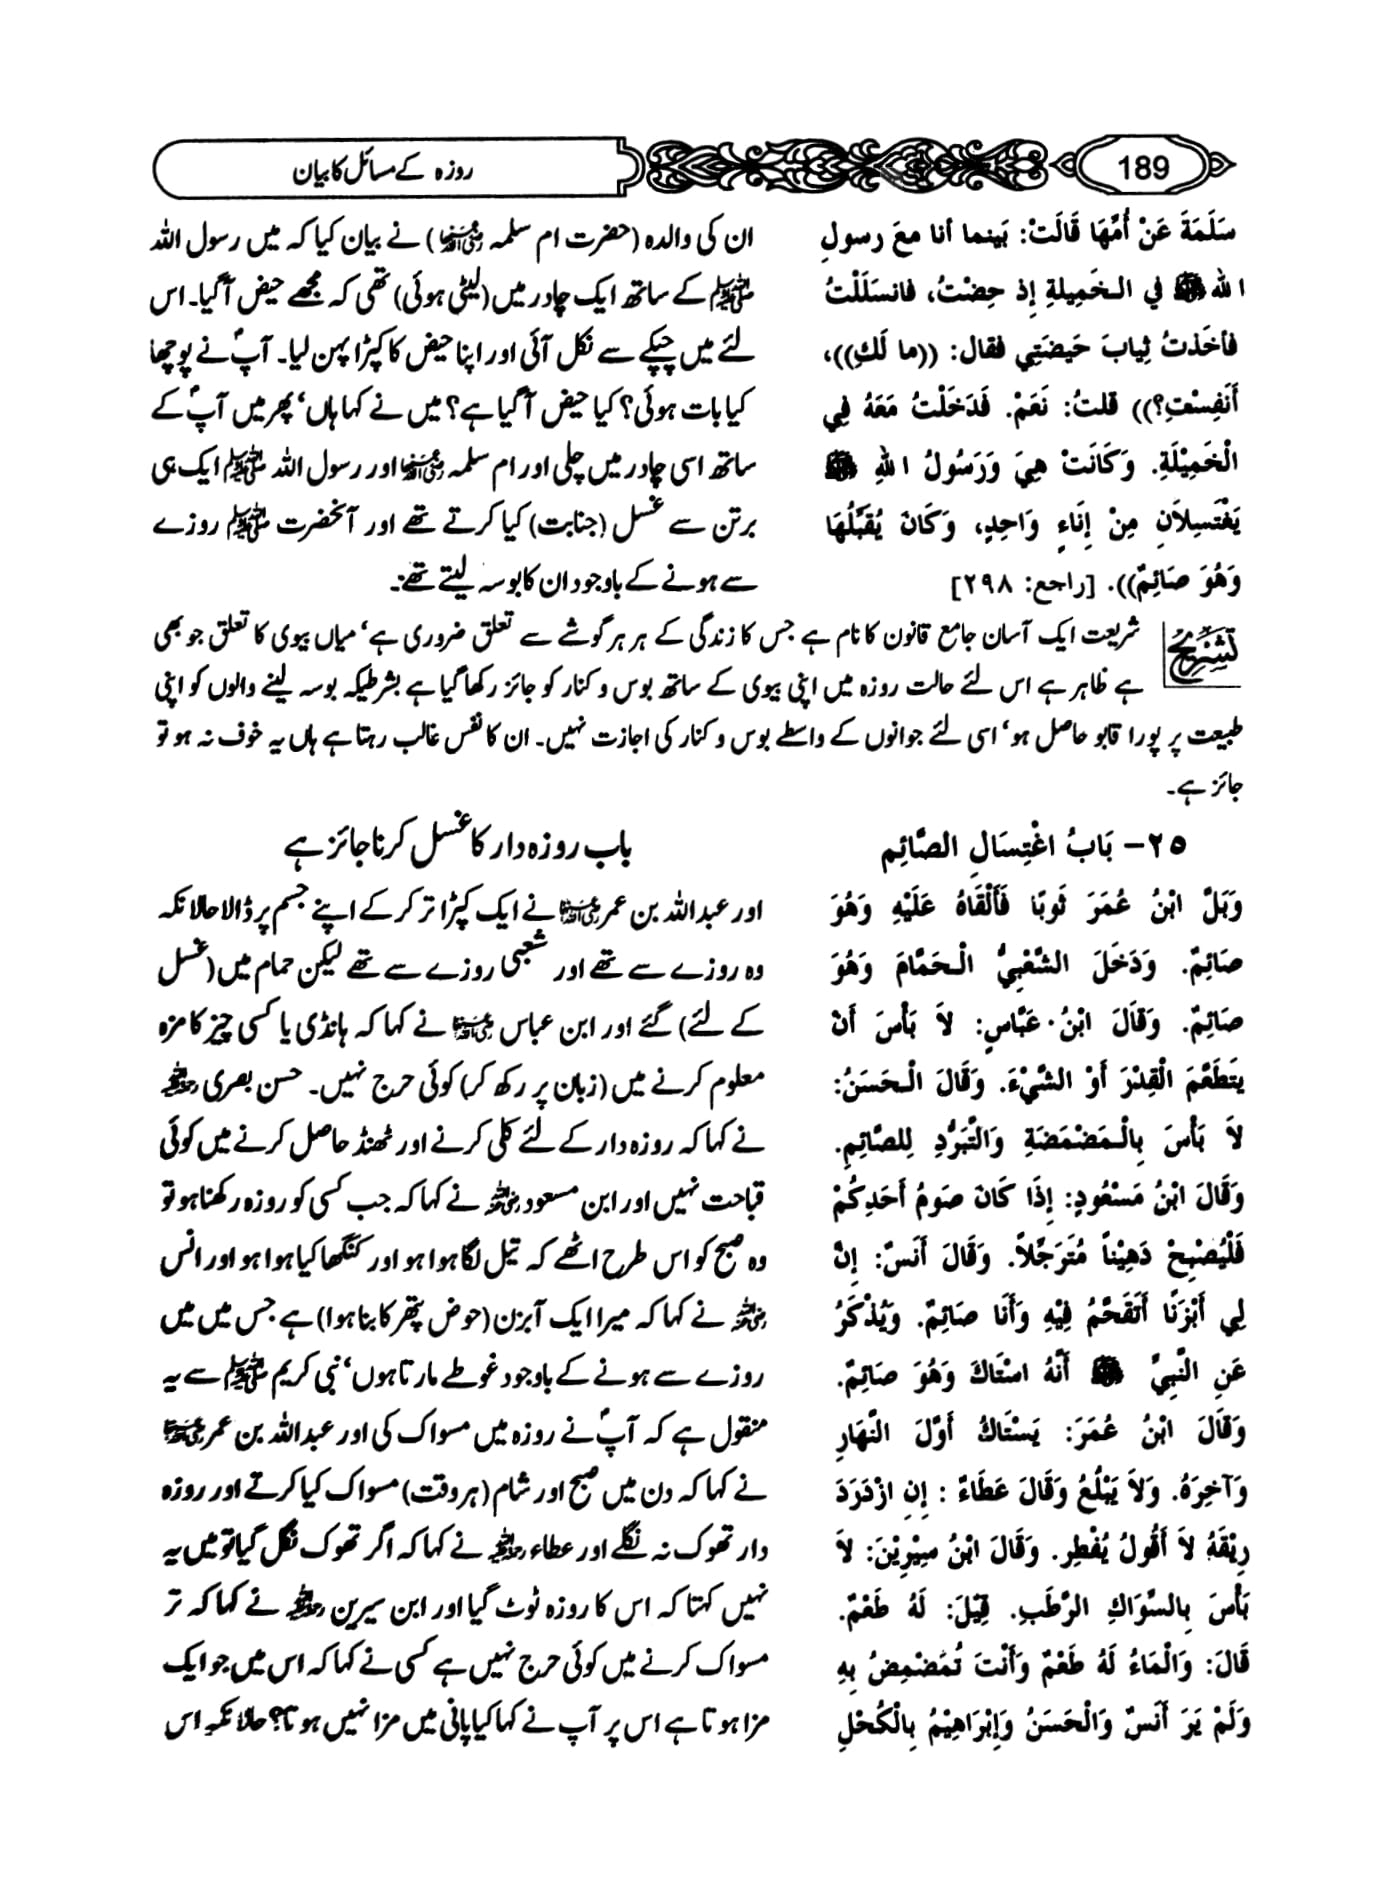 189
روزہ کے مسائل کا بیان
سَلَمَةَ عَنْ أُمِّهَا قَالَتْ: بَينما أنا معَ رسولِ
الله ﷺ في الـخَمِيلةِ إِذ حِضْتُ، فانسَلَلْتُ
فأخَذتُ ثِيابَ حَيضَتِي فقال: ((ما لَكِ))،
أَنَفِسْتِ؟)) قلتُ: نَعَمْ. فَدَخَلْتُ مَعَهُ فِي
الْخَمِيْلَةِ. وَكَانَتْ هِيَ وَرَسُولُ اللهِ ﷺ
يَغْتَسِلاَنِ مِنْ إِنَاءٍ وَاحِدٍ، وَكَانَ يُقَبِّلُهَا
وَهُوَ صَائِمٌ)). [راجع: ٢٩٨]
ان کی والدہ (حضرت ام سلمہ رضی اللہ عنہا) نے بیان کیا کہ میں رسول اللہ
ﷺ کے ساتھ ایک چادر میں (لیٹی ہوئی) تھی کہ مجھے حیض آگیا۔ اس
لئے میں چپکے سے نکل آئی اور اپنا حیض کا کپڑا پہن لیا۔ آپؐ نے پوچھا
کیا بات ہوئی؟ کیا حیض آگیا ہے؟ میں نے کہا ہاں‘ پھر میں آپؐ کے
ساتھ اسی چادر میں چلی اور ام سلمہ رضی اللہ عنہا اور رسول اللہ ﷺ ایک ہی
برتن سے غسل (جنابت) کیا کرتے تھے اور آنحضرت ﷺ روزے
سے ہونے کے باوجود ان کا بوسہ لیتے تھے۔
تشریح شریعت ایک آسان جامع قانون کا نام ہے جس کا زندگی کے ہر ہر گوشے سے تعلق ضروری ہے‘ میاں بیوی کا تعلق جو بھی
ہے ظاہر ہے اس لئے حالت روزہ میں اپنی بیوی کے ساتھ بوس و کنار کو جائز رکھا گیا ہے بشرطیکہ بوسہ لینے والوں کو اپنی
طبیعت پر پورا قابو حاصل ہو‘ اسی لئے جوانوں کے واسطے بوس و کنار کی اجازت نہیں۔ ان کا نفس غالب رہتا ہے ہاں یہ خوف نہ ہو تو
جائز ہے۔
٢٥– بَابُ اغْتِسَالِ الصَّائِمِ
وَبَلَّ ابْنُ عُمَرَ ثَوبًا فَأَلْقَاهُ عَلَيْهِ وَهُوَ
صَائِمٌ. وَدَخَلَ الشَّعْبِيُّ الْـحَمَّامَ وَهُوَ
صَائِمٌ. وَقَالَ ابْنُ عَبَّاسٍ: لاَ بَأْسَ أَنْ
يَتَطَعَّمَ الْقِدْرَ أَوْ الشَّيْءَ. وَقَالَ الْـحَسَنُ:
لاَ بَأْسَ بِالْـمَضْمَضَةِ وَالتَّبَرُّدِ لِلصَّائِمِ.
وَقَالَ ابْنُ مَسْعُودٍ: إِذَا كَانَ صَومُ أَحَدِكُمْ
فَلْيُصْبِحْ دَهِيْناً مُتَرَجِّلاً. وَقَالَ أَنَسٌ: إِنَّ
لِي أَبْزَنًا أَتَقَحَّمُ فِيْهِ وَأَنَا صَائِمٌ. وَيُذْكَرُ
عَنِ النَّبِيِّ ﷺ أَنَّهُ اسْتَاكَ وَهُوَ صَائِمٌ.
وَقَالَ ابْنُ عُمَرَ: يَسْتَاكُ أَوَّلَ النَّهَارِ
وَآخِرَهُ. وَلاَ يَبْلُعُ وَقَالَ عَطَاءٌ : إِنِ ازْدَرَدَ
رِيْقَهُ لاَ أَقُولُ يُفْطِر. وَقَالَ ابْنُ سِيْرِيْنَ: لاَ
بَأْسَ بِالسِّوَاكِ الرَّطْبِ. قِيْلَ: لَهُ طَعْمٌ.
قَالَ: وَالْمَاءُ لَهُ طَعْمٌ وَأَنْتَ تُمَضْمِضُ بِهِ
وَلَمْ يَرَ أَنَسٌ وَالْحَسَنُ وَإِبْرَاهِيْمُ بِالْكُحْلِ
باب روزہ دار کا غسل کرنا جائز ہے
اور عبداللہ بن عمر رضی اللہ عنہما نے ایک کپڑا تر کر کے اپنے جسم پر ڈالا حالانکہ
وہ روزے سے تھے اور شعبی روزے سے تھے لیکن حمام میں (غسل
کے لئے) گئے اور ابن عباس رضی اللہ عنہما نے کہا کہ ہانڈی یا کسی چیز کا مزہ
معلوم کرنے میں (زبان پر رکھ کر) کوئی حرج نہیں۔ حسن بصری رحمہ اللہ
نے کہا کہ روزہ دار کے لئے کلی کرنے اور ٹھنڈ حاصل کرنے میں کوئی
قباحت نہیں اور ابن مسعود رضی اللہ عنہ نے کہا کہ جب کسی کو روزہ رکھنا ہو تو
وہ صبح کو اس طرح اٹھے کہ تیل لگا ہوا ہو اور کنگھا کیا ہوا ہو اور انس
رضی اللہ عنہ نے کہا کہ میرا ایک آبزن (حوض پتھر کا بنا ہوا) ہے جس میں میں
روزے سے ہونے کے باوجود غوطے مارتا ہوں‘ نبی کریم ﷺ سے یہ
منقول ہے کہ آپؐ نے روزہ میں مسواک کی اور عبداللہ بن عمر رضی اللہ عنہما
نے کہا کہ دن میں صبح اور شام (ہر وقت) مسواک کیا کرتے اور روزہ
دار تھوک نہ نگلے اور عطاء رحمہ اللہ نے کہا کہ اگر تھوک نگل گیا تو میں یہ
نہیں کہتا کہ اس کا روزہ ٹوٹ گیا اور ابن سیرین رحمہ اللہ نے کہا کہ تر
مسواک کرنے میں کوئی حرج نہیں ہے کسی نے کہا کہ اس میں جو ایک
مزا ہوتا ہے اس پر آپ نے کہا کیا پانی میں مزا نہیں ہوتا؟ حالانکہ اس